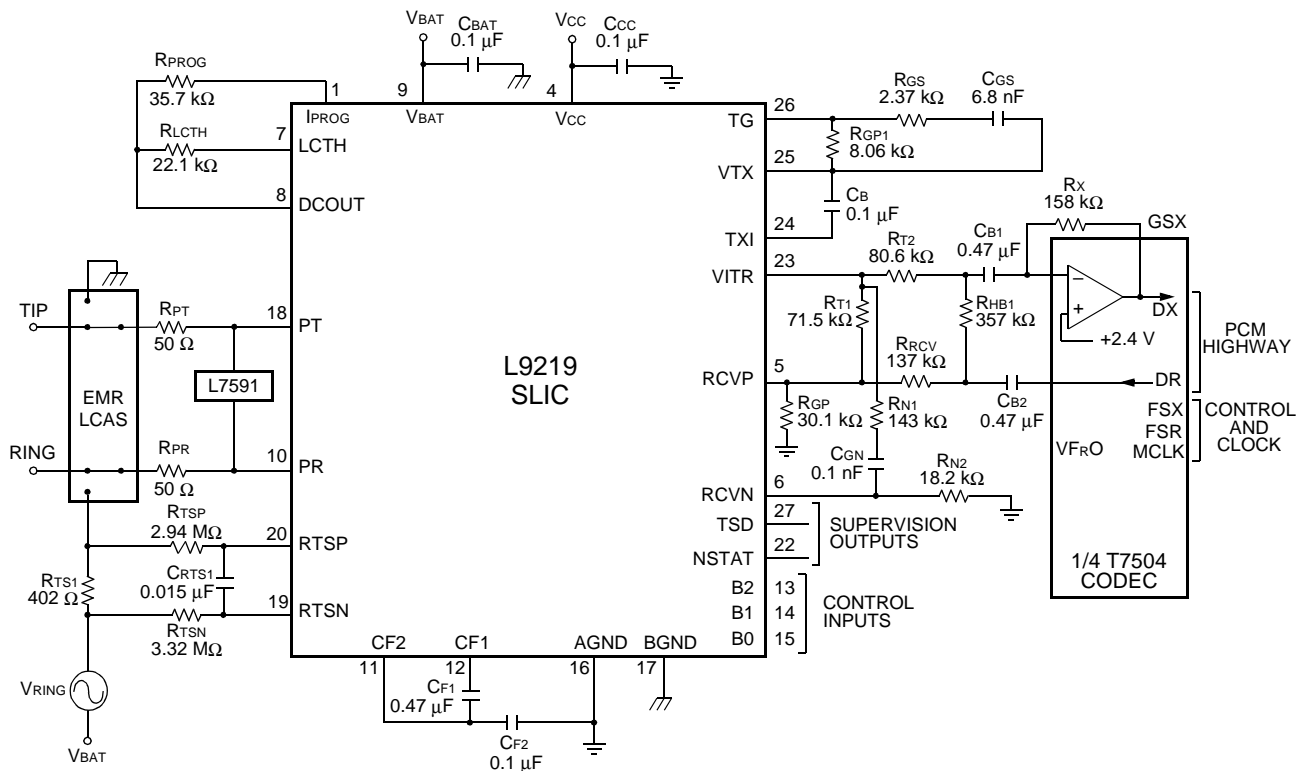 VBAT
CBAT
0.1 µF
VCC
CCC
0.1 µF
RPROG
35.7 kΩ
1
IPROG
9
VBAT
4
VCC
RLCTH
22.1 kΩ
7
LCTH
8
DCOUT
26
TG
RGS
2.37 kΩ
CGS
6.8 nF
RGP1
8.06 kΩ
25
VTX
CB
0.1 µF
24
TXI
23
VITR
RT2
80.6 kΩ
CB1
0.47 µF
RX
158 kΩ
GSX
–
+
+2.4 V
DX
RT1
71.5 kΩ
RHB1
357 kΩ
PCM
HIGHWAY
TIP
RPT
50 Ω
18
PT
L7591
L9219
SLIC
5
RCVP
RRCV
137 kΩ
CB2
0.47 µF
DR
EMR
LCAS
RGP
30.1 kΩ
RN1
143 kΩ
FSX
FSR
MCLK
CONTROL
AND
CLOCK
VFRO
RING
RPR
50 Ω
10
PR
CGN
0.1 nF
RN2
18.2 kΩ
6
RCVN
27
TSD
22
NSTAT
SUPERVISION
OUTPUTS
1/4 T7504
CODEC
RTSP
2.94 MΩ
20
RTSP
RTS1
402 Ω
CRTS1
0.015 µF
19
RTSN
RTSN
3.32 MΩ
B2
13
B1
14
B0
15
CONTROL
INPUTS
CF2
11
CF1
12
AGND
16
BGND
17
CF1
0.47 µF
CF2
0.1 µF
VRING
VBAT